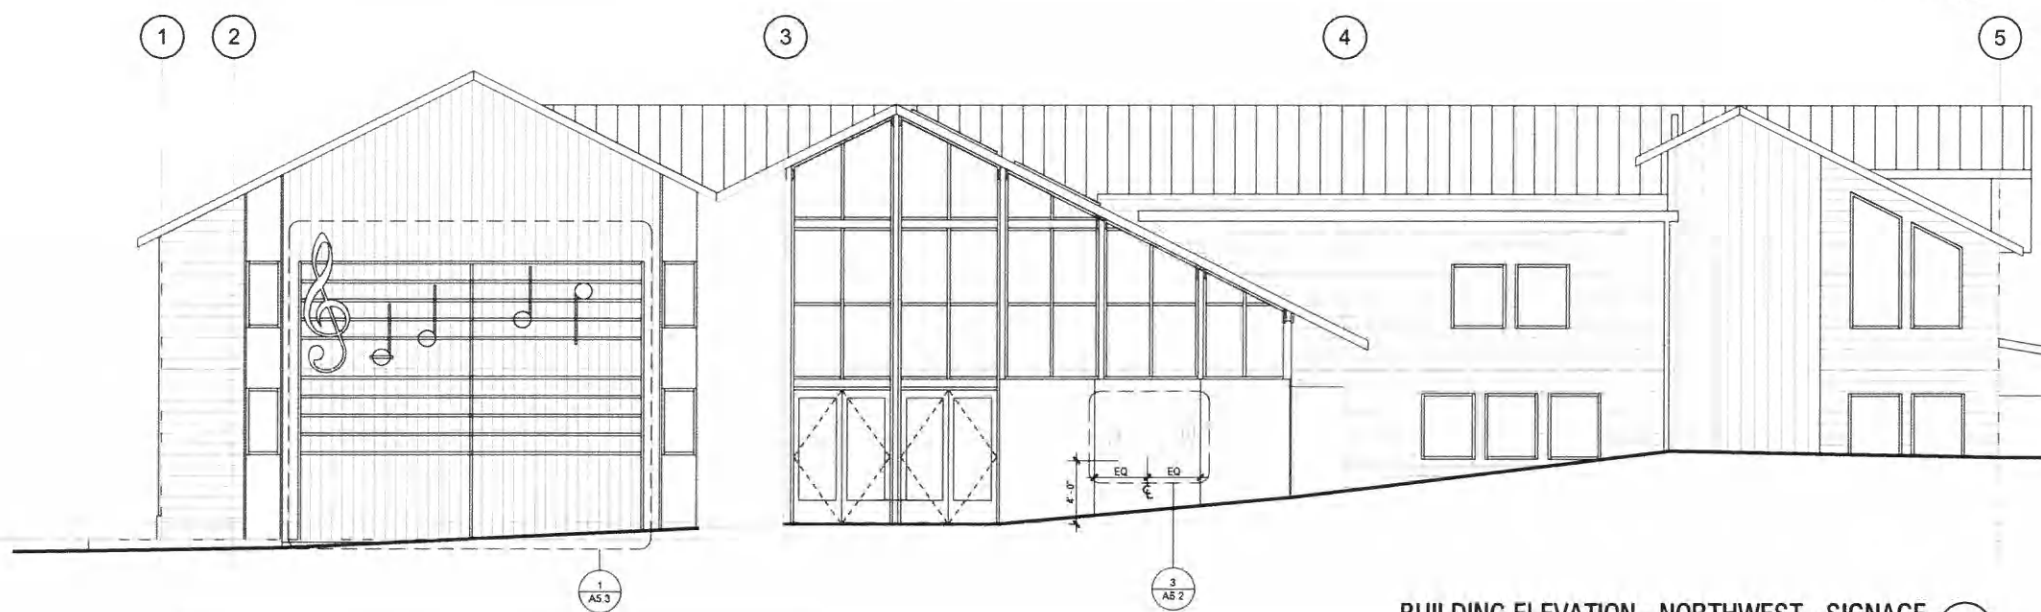 1 2 3 4 5
EQ EQ
4'-0"
1
A5.3
3
A5.2
BUILDING ELEVATION - NORTHWEST - SIGNAGE